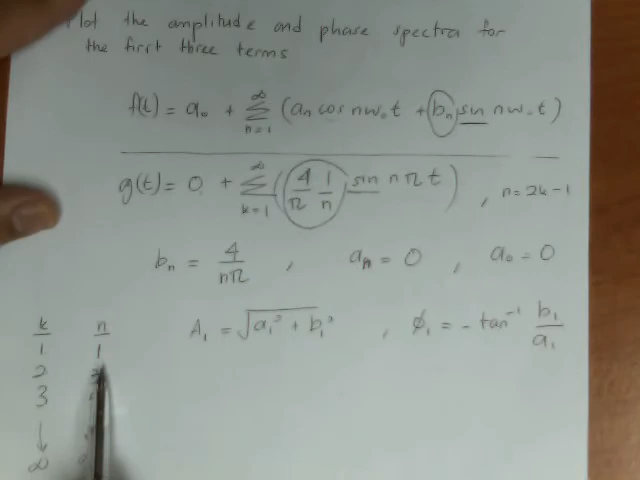 Plot the amplitude and phase spectra for
the first three terms
f(t) = a₀ + ∑_{n=1}^{∞} (aₙ cos nω₀t + bₙ sin nω₀t)
g(t) = 0 + ∑_{k=1}^{∞} (4/π 1/n sin nπt) , n = 2k-1
bₙ = 4/nπ , aₙ = 0 , a₀ = 0
A₁ = √(a₁² + b₁²) , ϕ₁ = - tan⁻¹ b₁/a₁
k n
1 1
2
3
↓
∞